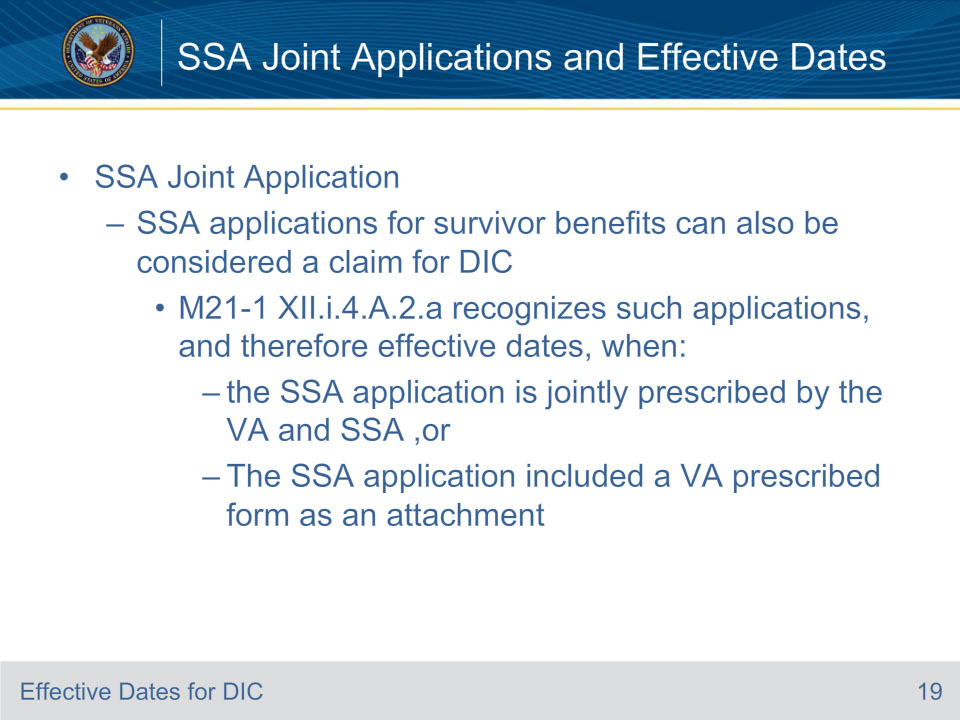 SSA Joint Applications and Effective Dates
• SSA Joint Application
– SSA applications for survivor benefits can also be
considered a claim for DIC
• M21-1 XII.i.4.A.2.a recognizes such applications,
and therefore effective dates, when:
– the SSA application is jointly prescribed by the
VA and SSA ,or
– The SSA application included a VA prescribed
form as an attachment
Effective Dates for DIC
19